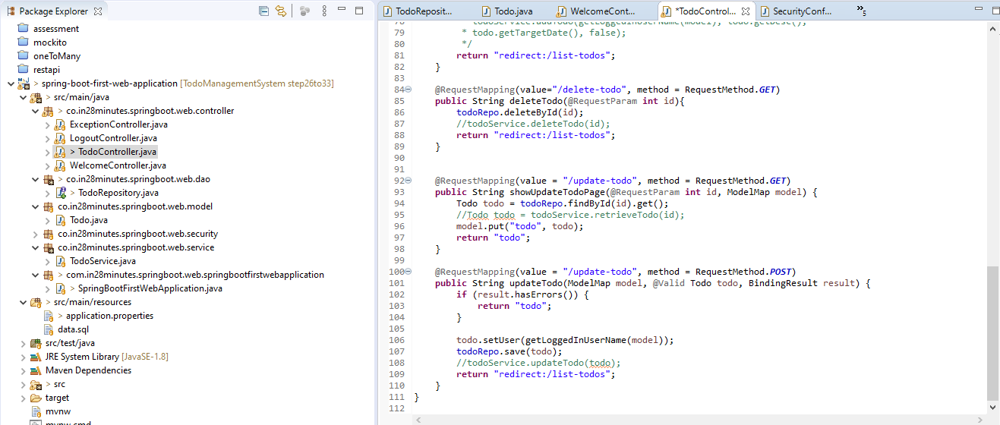 Package Explorer
assessment
mockito
oneToMany
restapi
> spring-boot-first-web-application [TodoManagementSystem step26to33]
> src/main/java
> co.in28minutes.springboot.web.controller
ExceptionController.java
LogoutController.java
> TodoController.java
WelcomeController.java
> co.in28minutes.springboot.web.dao
> TodoRepository.java
co.in28minutes.springboot.web.model
Todo.java
co.in28minutes.springboot.web.security
co.in28minutes.springboot.web.service
TodoService.java
> com.in28minutes.springboot.web.springbootfirstwebapplication
> SpringBootFirstWebApplication.java
> src/main/resources
> application.properties
data.sql
src/test/java
JRE System Library [JavaSE-1.8]
Maven Dependencies
> src
target
mvnw
mvnw.cmd
TodoReposit... Todo.java WelcomeCont... *TodoControl... SecurityConf... »5
78 * todoService.addTodo(getLoggedInUserName(model), todo.getDesc(),
79 * todo.getTargetDate(), false);
80 */
81 return "redirect:/list-todos";
82 }
83
84 @RequestMapping(value="/delete-todo", method = RequestMethod.GET)
85 public String deleteTodo(@RequestParam int id){
86 todoRepo.deleteById(id);
87 //todoService.deleteTodo(id);
88 return "redirect:/list-todos";
89 }
90
91
92 @RequestMapping(value = "/update-todo", method = RequestMethod.GET)
93 public String showUpdateTodoPage(@RequestParam int id, ModelMap model) {
94 Todo todo = todoRepo.findById(id).get();
95 //Todo todo = todoService.retrieveTodo(id);
96 model.put("todo", todo);
97 return "todo";
98 }
99
100 @RequestMapping(value = "/update-todo", method = RequestMethod.POST)
101 public String updateTodo(ModelMap model, @Valid Todo todo, BindingResult result) {
102 if (result.hasErrors()) {
103 return "todo";
104 }
105
106 todo.setUser(getLoggedInUserName(model));
107 todoRepo.save(todo);
108 //todoService.updateTodo(todo);
109 return "redirect:/list-todos";
110 }
111 }
112